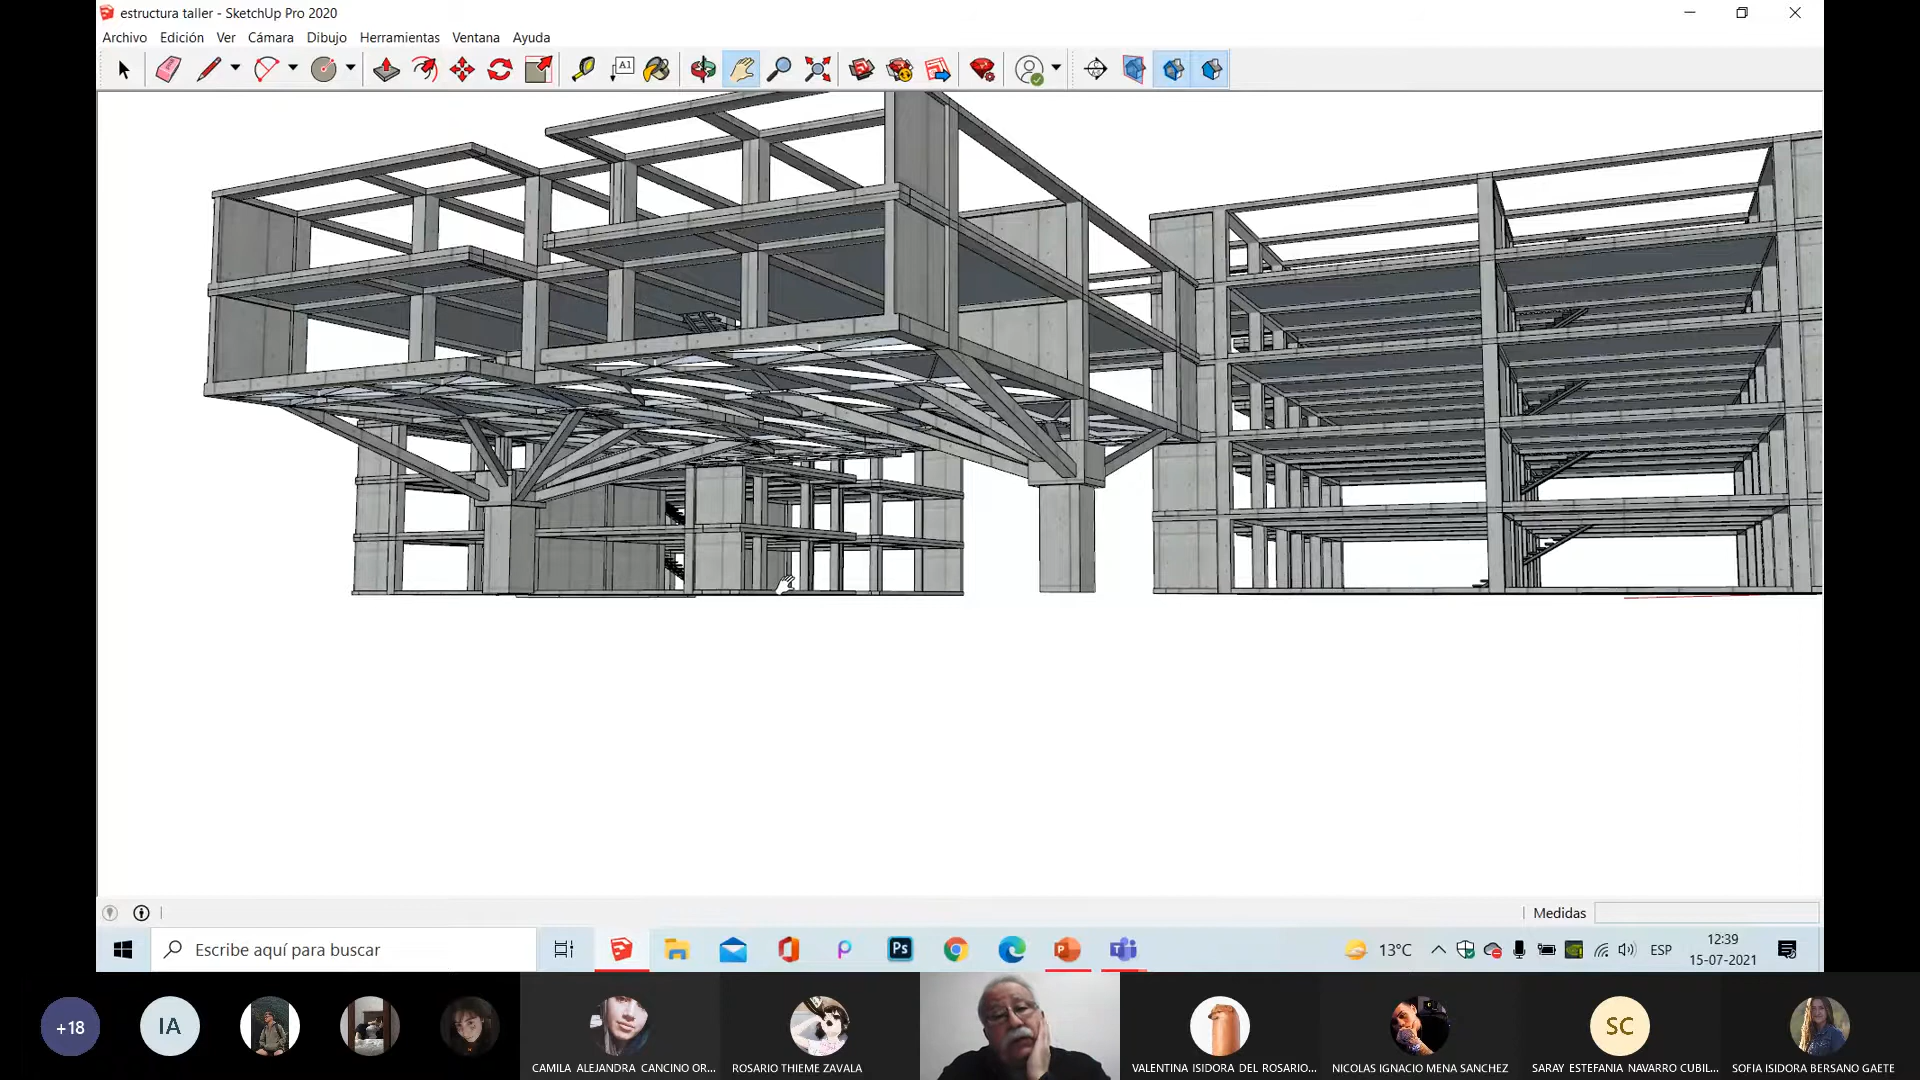 estructura taller - SketchUp Pro 2020
Archivo Edición Ver Cámara Dibujo Herramientas Ventana Ayuda
A1
Medidas
Escribe aquí para buscar
Ps
13°C
ESP
12:39
15-07-2021
+18
IA
SC
CAMILA ALEJANDRA CANCINO OR...
ROSARIO THIEME ZAVALA
VALENTINA ISIDORA DEL ROSARIO...
NICOLAS IGNACIO MENA SANCHEZ
SARAY ESTEFANIA NAVARRO CUBIL...
SOFIA ISIDORA BERSANO GAETE